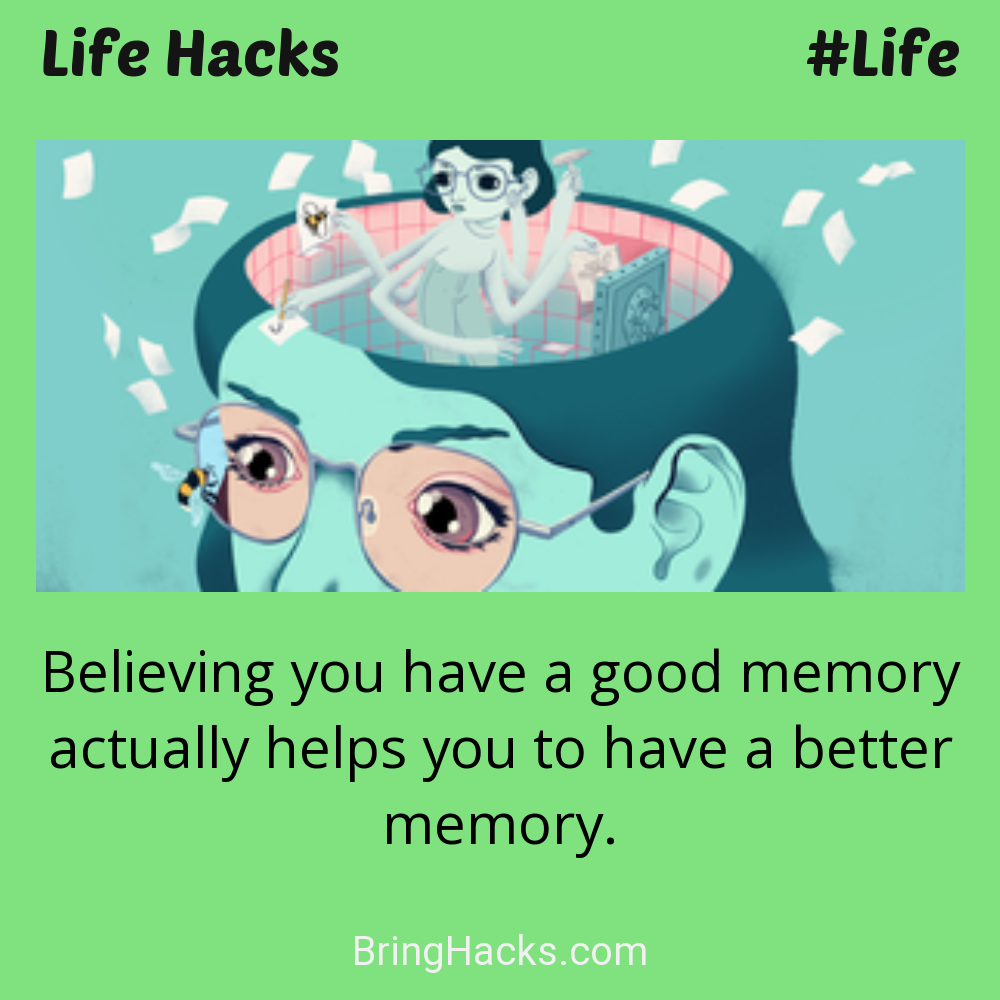 Life Hacks
#Life
Believing you have a good memory
actually helps you to have a better
memory.
BringHacks.com